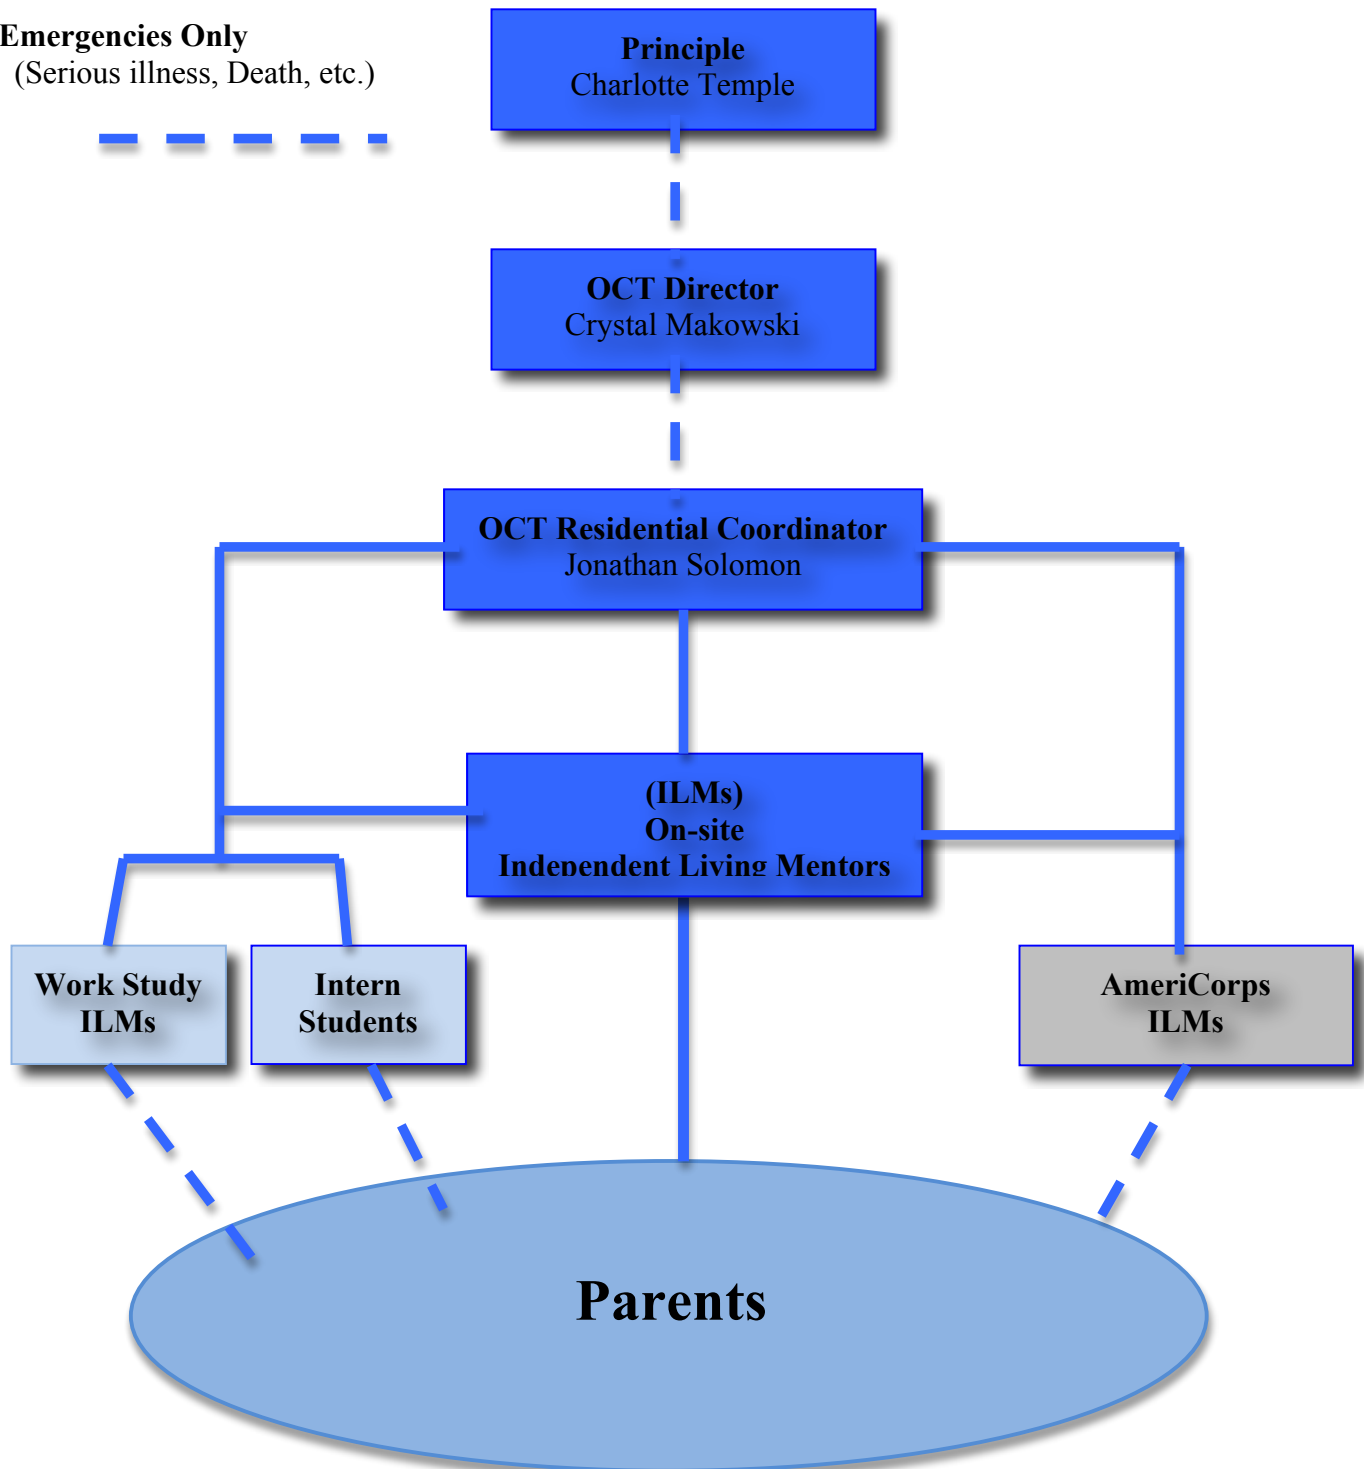 Emergencies Only
(Serious illness, Death, etc.)
Principle
Charlotte Temple
OCT Director
Crystal Makowski
OCT Residential Coordinator
Jonathan Solomon
(ILMs)
On-site
Independent Living Mentors
Work Study
ILMs
Intern
Students
AmeriCorps
ILMs
Parents